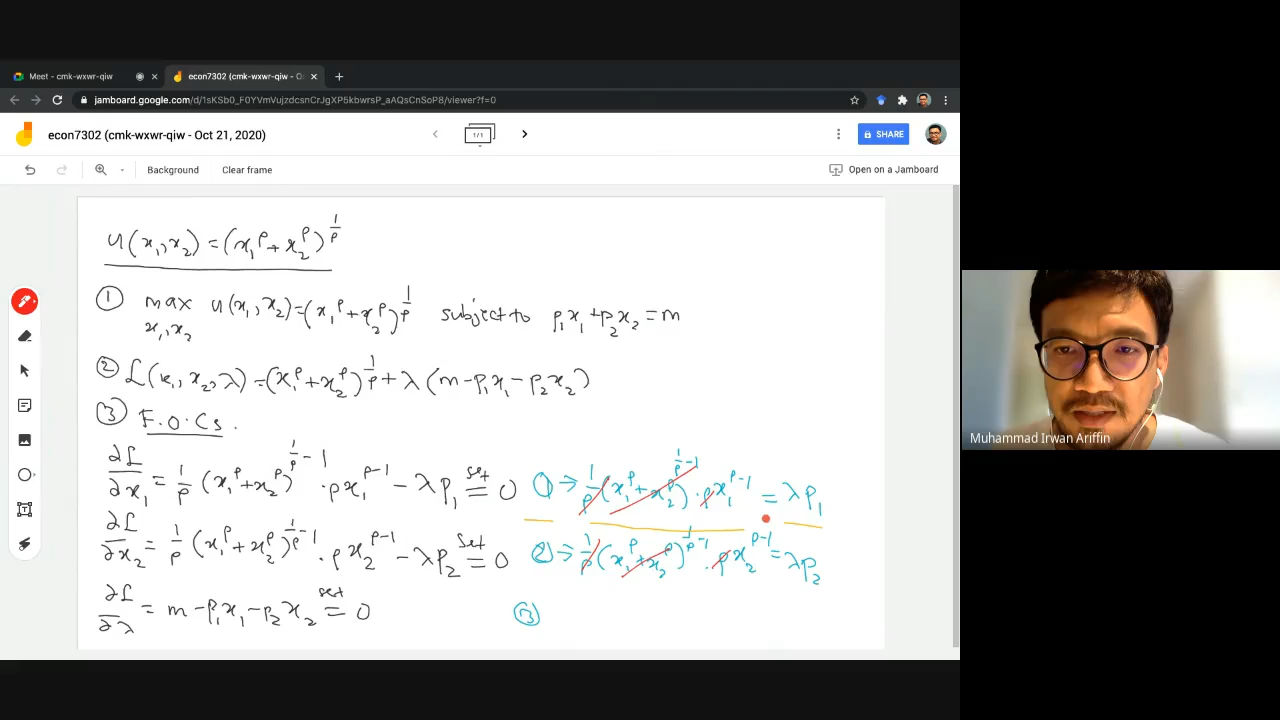 Meet - cmk-wxwr-qiw
econ7302 (cmk-wxwr-qiw - O
jamboard.google.com/d/1sKSb0_F0YVmVujzdcsnCrJgXP5kbwrsP_aAQsCnSoP8/viewer?f=0
econ7302 (cmk-wxwr-qiw - Oct 21, 2020)
1/1
SHARE
Background
Clear frame
Open on a Jamboard
u(x₁,x₂) = (x₁^ρ + x₂^ρ)^(1/ρ)
① max x₁,x₂ u(x₁,x₂) = (x₁^ρ + x₂^ρ)^(1/ρ) subject to p₁x₁ + p₂x₂ = m
② L(x₁, x₂, λ) = (x₁^ρ + x₂^ρ)^(1/ρ) + λ(m - p₁x₁ - p₂x₂)
③ F.O.Cs.
∂L/∂x₁ = 1/ρ (x₁^ρ + x₂^ρ)^(1/ρ - 1) · ρx₁^(ρ-1) - λp₁ set = 0
∂L/∂x₂ = 1/ρ (x₁^ρ + x₂^ρ)^(1/ρ - 1) · ρx₂^(ρ-1) - λp₂ set = 0
∂L/∂λ = m - p₁x₁ - p₂x₂ set = 0
① ⇒ 1/ρ (x₁^ρ + x₂^ρ)^(1/ρ - 1) · ρx₁^(ρ-1) = λp₁
② ⇒ 1/ρ (x₁^ρ + x₂^ρ)^(1/ρ - 1) · ρx₂^(ρ-1) = λp₂
③
Muhammad Irwan Ariffin